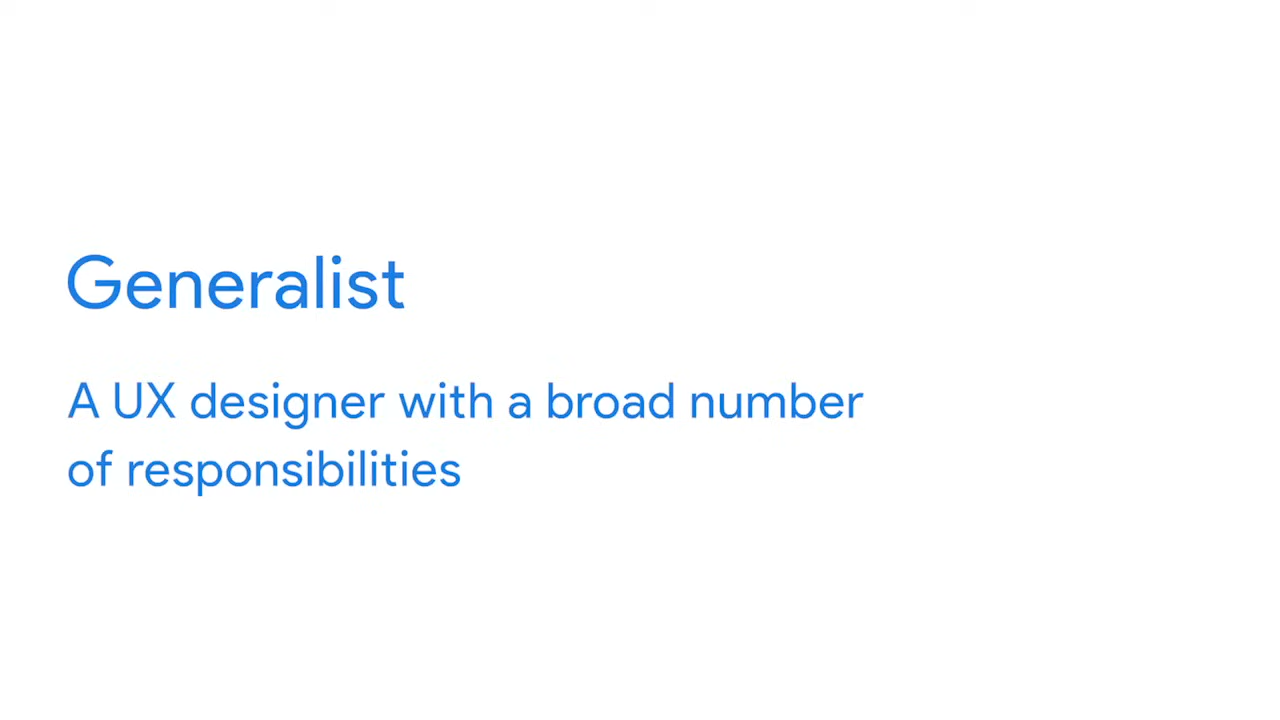 Generalist
A UX designer with a broad number
of responsibilities